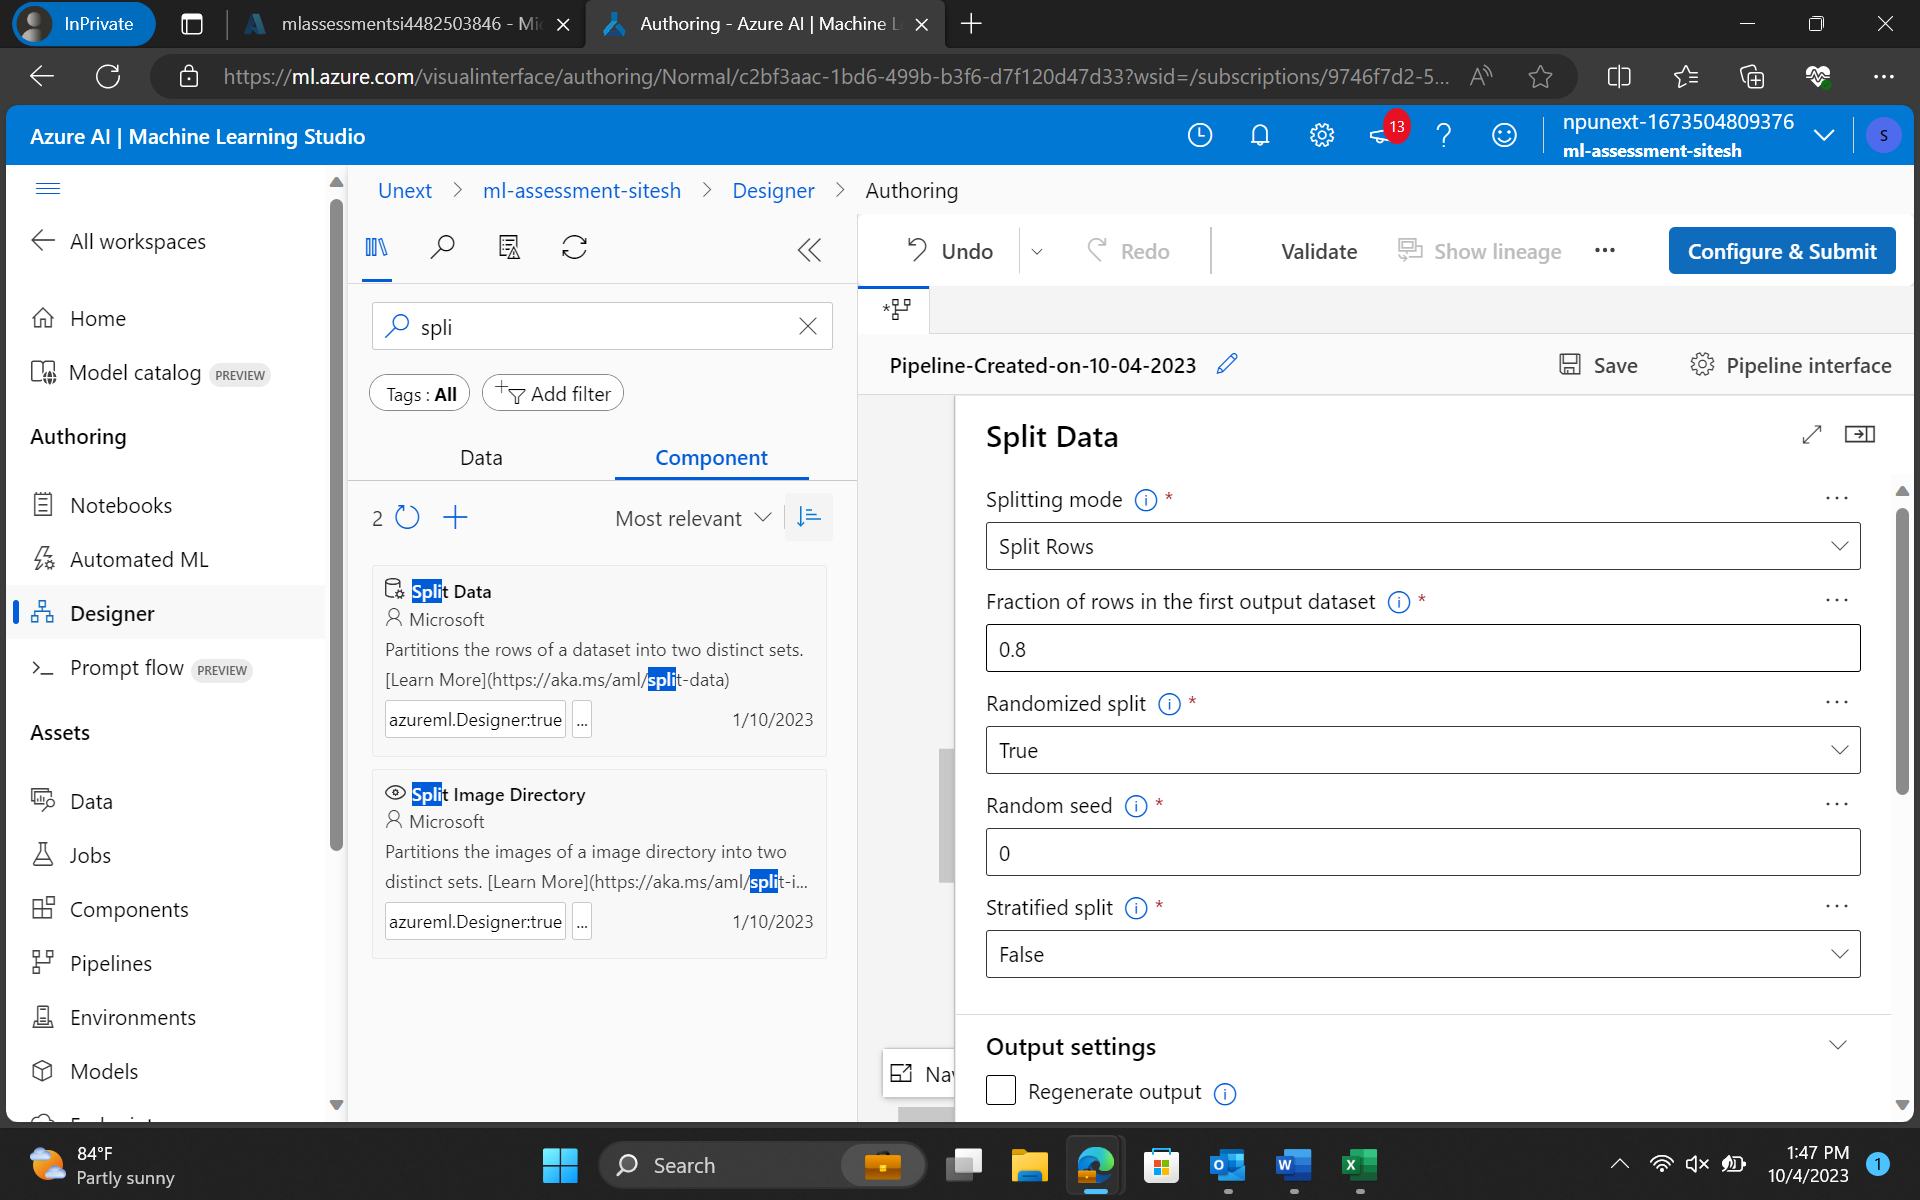 InPrivate
mlassessmentsi4482503846 - Mi
Authoring - Azure AI | Machine L
https://ml.azure.com/visualinterface/authoring/Normal/c2bf3aac-1bd6-499b-b3f6-d7f120d47d33?wsid=/subscriptions/9746f7d2-5...
Azure AI | Machine Learning Studio
13
npunext-1673504809376
ml-assessment-sitesh
S
All workspaces
Home
Model catalog PREVIEW
Authoring
Notebooks
Automated ML
Designer
Prompt flow PREVIEW
Assets
Data
Jobs
Components
Pipelines
Environments
Models
Unext > ml-assessment-sitesh > Designer > Authoring
spli
Tags : All
Add filter
Data
Component
2
Most relevant
Split Data
Microsoft
Partitions the rows of a dataset into two distinct sets.
[Learn More](https://aka.ms/aml/split-data)
azureml.Designer:true
...
1/10/2023
Split Image Directory
Microsoft
Partitions the images of a image directory into two
distinct sets. [Learn More](https://aka.ms/aml/split-i...
azureml.Designer:true
...
1/10/2023
Undo
Redo
Validate
Show lineage
Configure & Submit
Pipeline-Created-on-10-04-2023
Save
Pipeline interface
Split Data
Splitting mode *
Split Rows
Fraction of rows in the first output dataset *
0.8
Randomized split *
True
Random seed *
0
Stratified split *
False
Output settings
Regenerate output
84°F
Partly sunny
Search
1:47 PM
10/4/2023
1